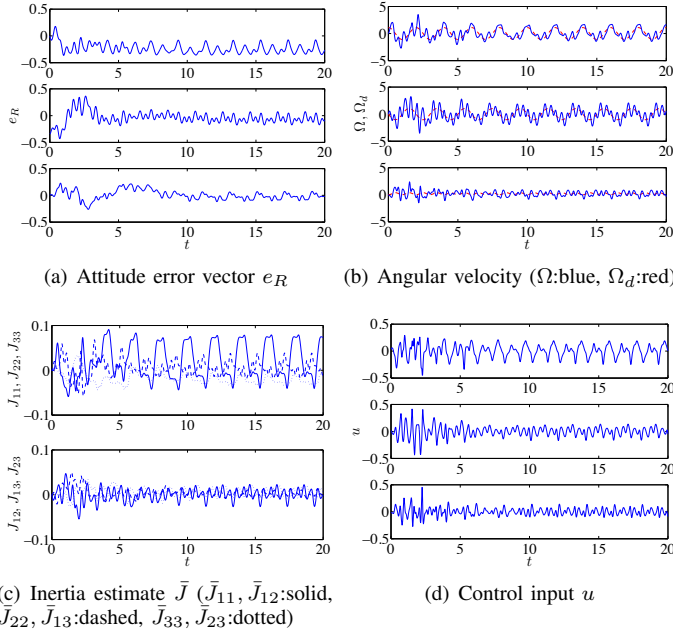 0.5
0
−0.5
0 5 10 15 20
0.5
0
−0.5
0 5 10 15 20
e_R
0.5
0
−0.5
0 5 10 15 20
t
(a) Attitude error vector e_R
5
0
−5
0 5 10 15 20
5
0
−5
0 5 10 15 20
Ω, Ω_d
5
0
−5
0 5 10 15 20
t
(b) Angular velocity (Ω:blue, Ω_d:red)
0.1
0
−0.1
0 5 10 15 20
J_11, J_22, J_33
0.1
0
−0.1
0 5 10 15 20
J_12, J_13, J_23
t
(c) Inertia estimate J̄ (J̄_11, J̄_12:solid,
J̄_22, J̄_13:dashed, J̄_33, J̄_23:dotted)
0.5
0
−0.5
0 5 10 15 20
0.5
0
−0.5
0 5 10 15 20
u
0.5
0
−0.5
0 5 10 15 20
t
(d) Control input u